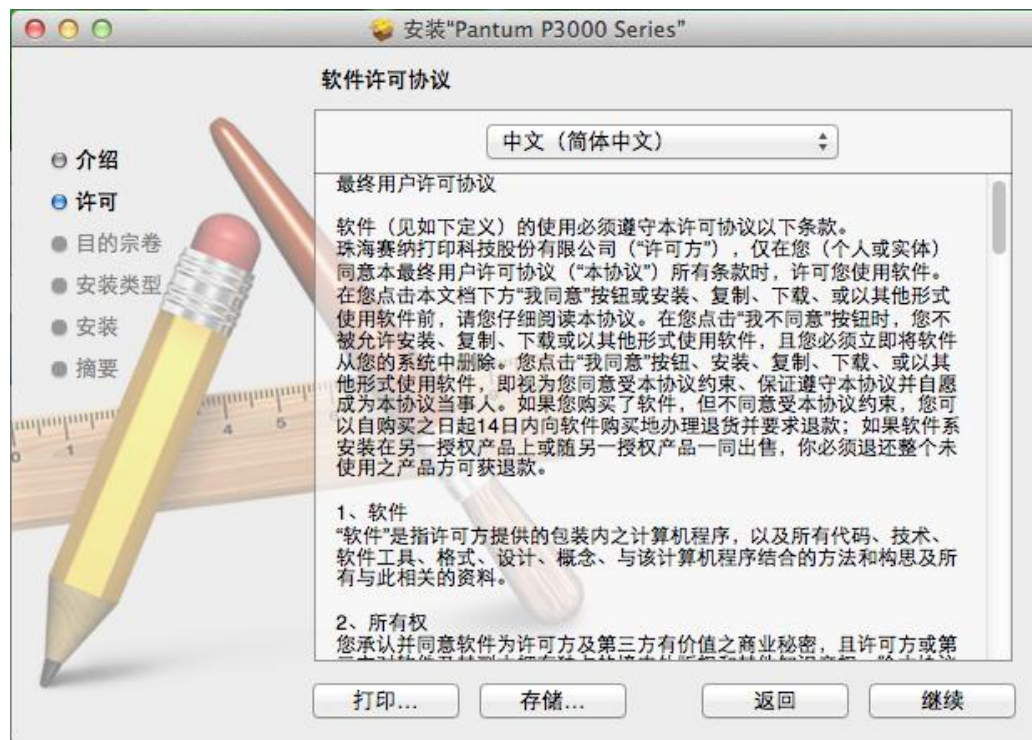 安装“Pantum P3000 Series”
软件许可协议
介绍
许可
目的宗卷
安装类型
安装
摘要
中文（简体中文）
最终用户许可协议
软件（见如下定义）的使用必须遵守本许可协议以下条款。
珠海赛纳打印科技股份有限公司（“许可方”），仅在您（个人或实体）
同意本最终用户许可协议（“本协议”）所有条款时，许可您使用软件。
在您点击本文档下方“我同意”按钮或安装、复制、下载、或以其他形式
使用软件前，请您仔细阅读本协议。在您点击“我不同意”按钮时，您不
被允许安装、复制、下载或以其他形式使用软件，且您必须立即将软件
从您的系统中删除。您点击“我同意”按钮、安装、复制、下载、或以其
他形式使用软件，即视为您同意受本协议约束、保证遵守本协议并自愿
成为本协议当事人。如果您购买了软件，但不同意受本协议约束，您可
以自购买之日起14日内向软件购买地办理退货并要求退款；如果软件系
安装在另一授权产品上或随另一授权产品一同出售，你必须退还整个未
使用之产品方可获退款。
1、软件
“软件”是指许可方提供的包装内之计算机程序，以及所有代码、技术、
软件工具、格式、设计、概念、与该计算机程序结合的方法和构思及所
有与此相关的资料。
2、所有权
您承认并同意软件为许可方及第三方有价值之商业秘密，且许可方或第
打印...
存储...
返回
继续
0 1 4 5